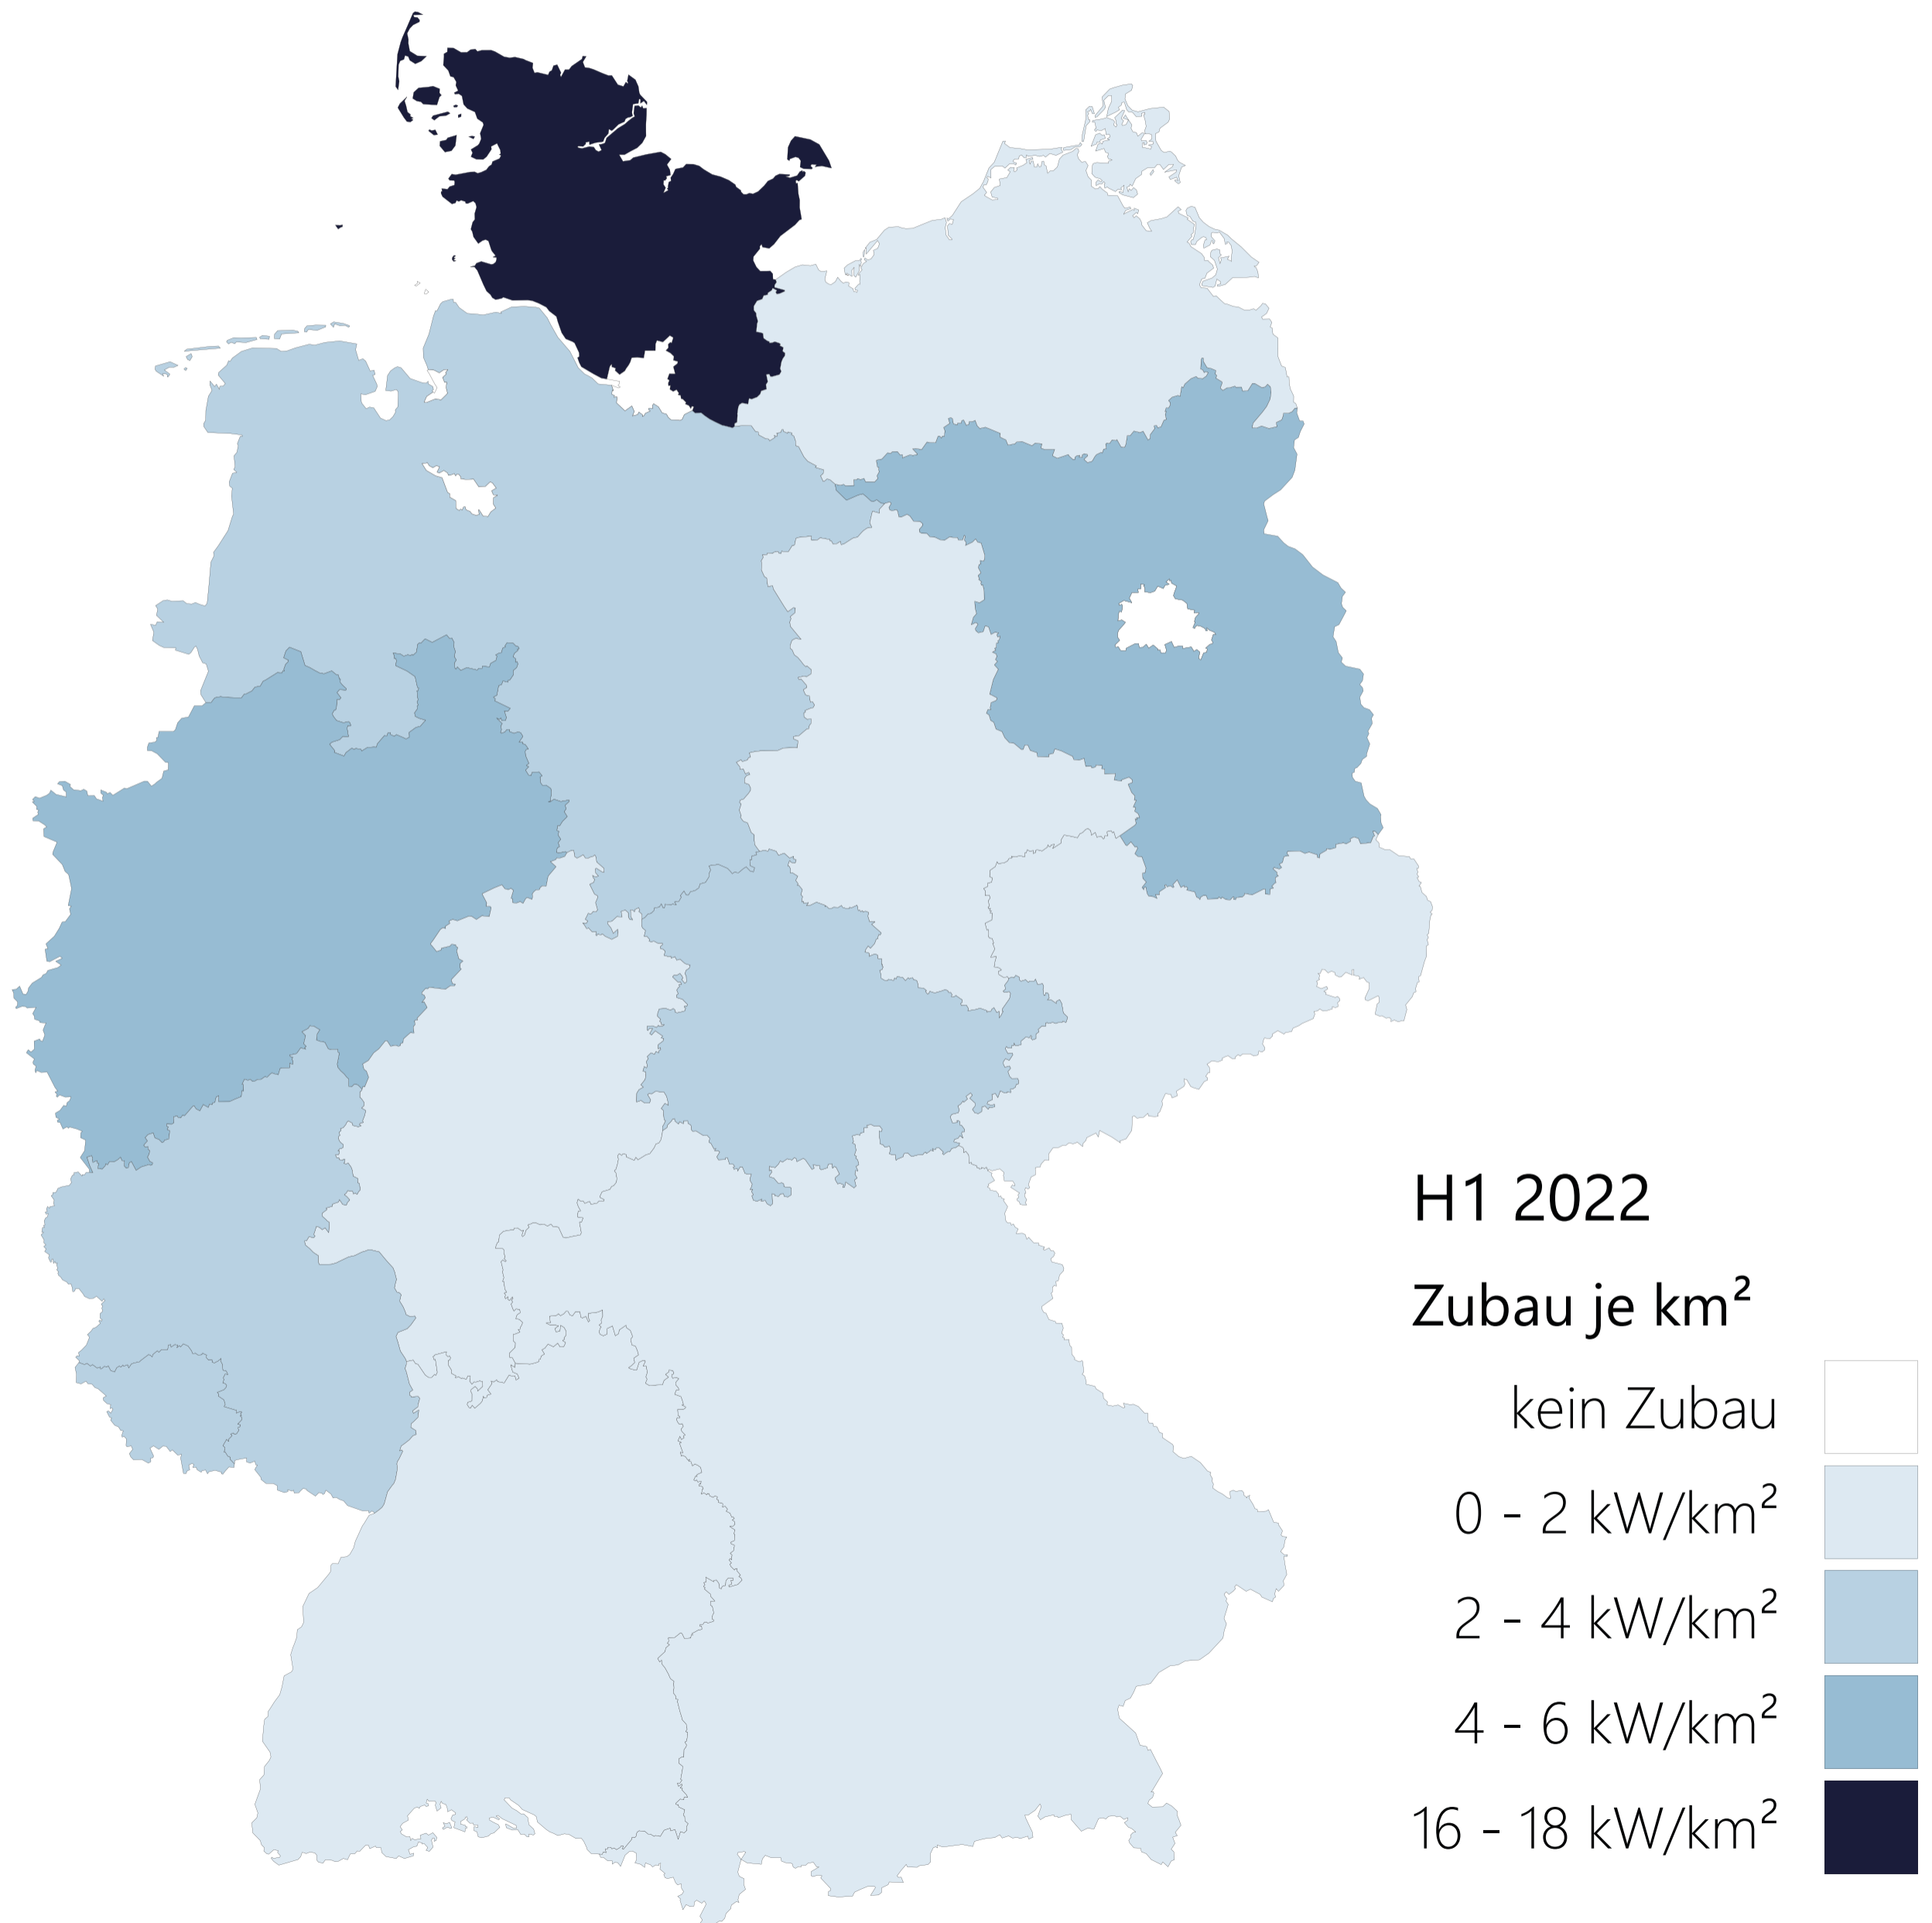 H1 2022
Zubau je km²
kein Zubau
0 - 2 kW/km²
2 - 4 kW/km²
4 - 6 kW/km²
16 - 18 kW/km²